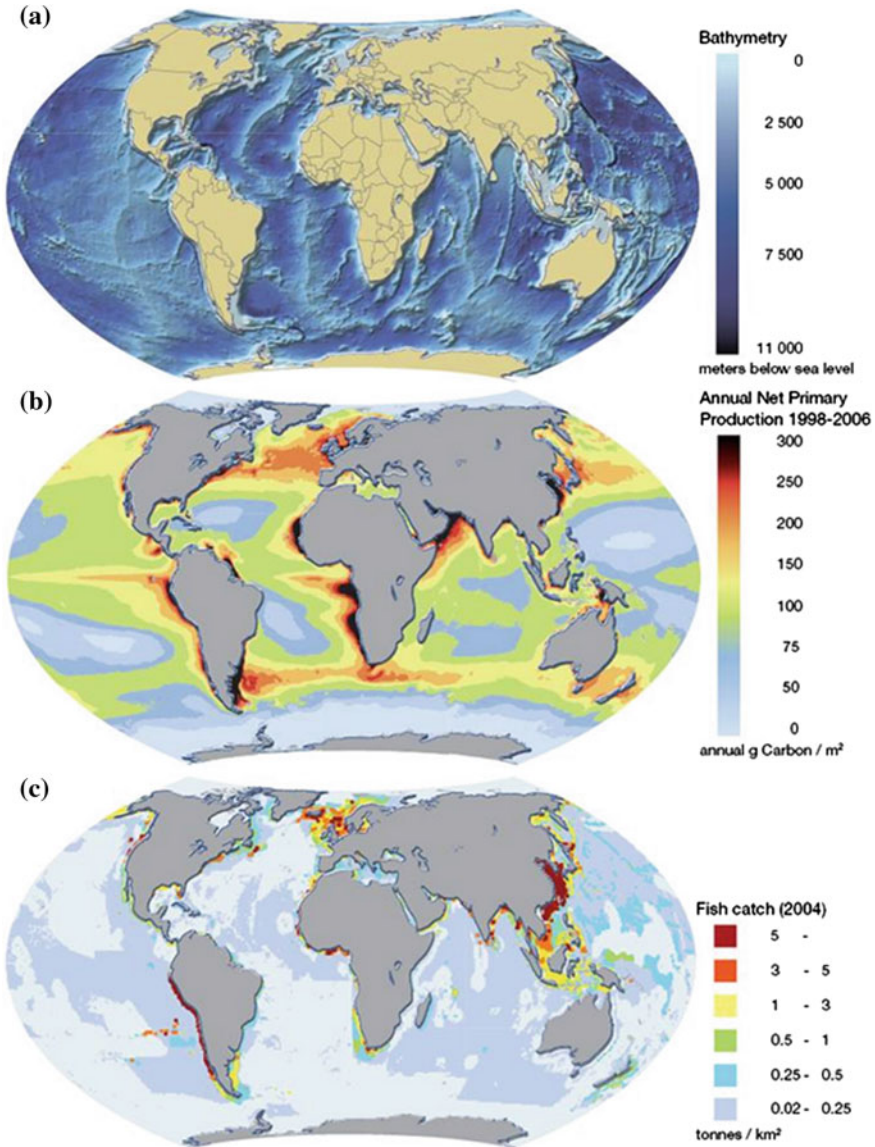 (a)
Bathymetry
0
2 500
5 000
7 500
11 000
meters below sea level
(b)
Annual Net Primary
Production 1998-2006
300
250
200
150
100
75
50
0
annual g Carbon / m²
(c)
Fish catch (2004)
5 -
3 - 5
1 - 3
0.5 - 1
0.25 - 0.5
0.02 - 0.25
tonnes / km²